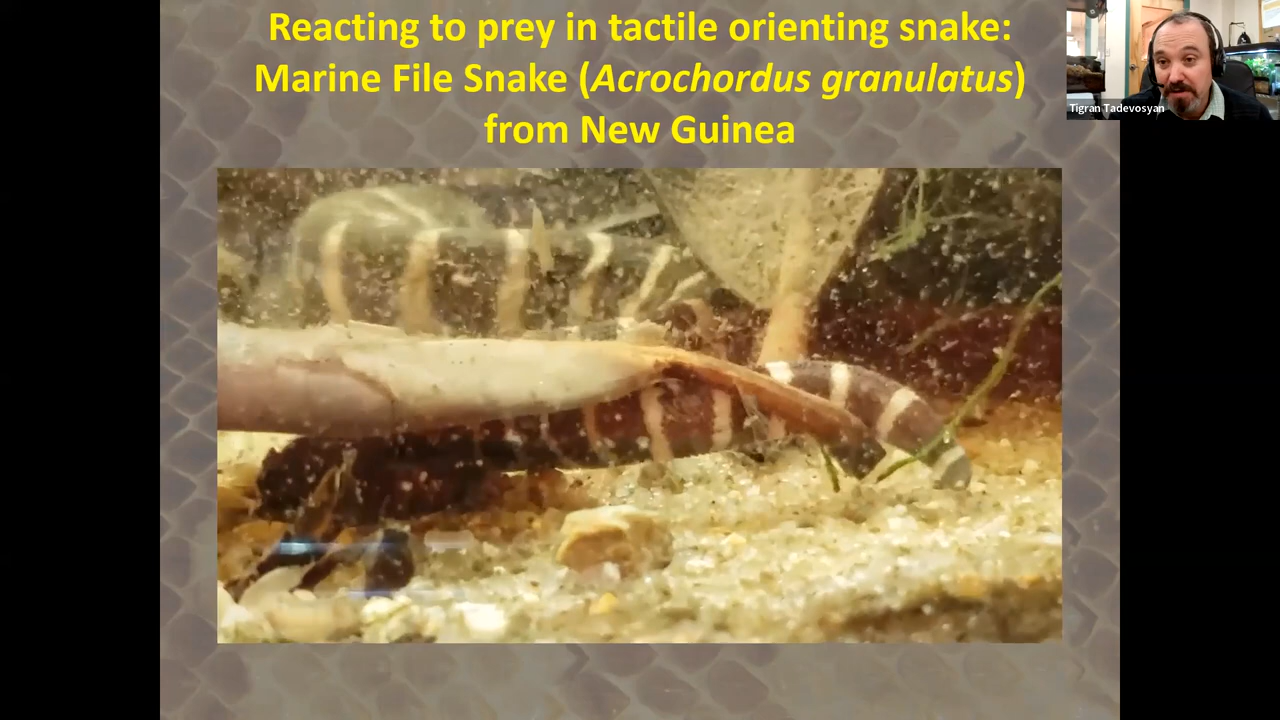 Reacting to prey in tactile orienting snake:
Marine File Snake (Acrochordus granulatus)
from New Guinea
Tigran Tadevosyan